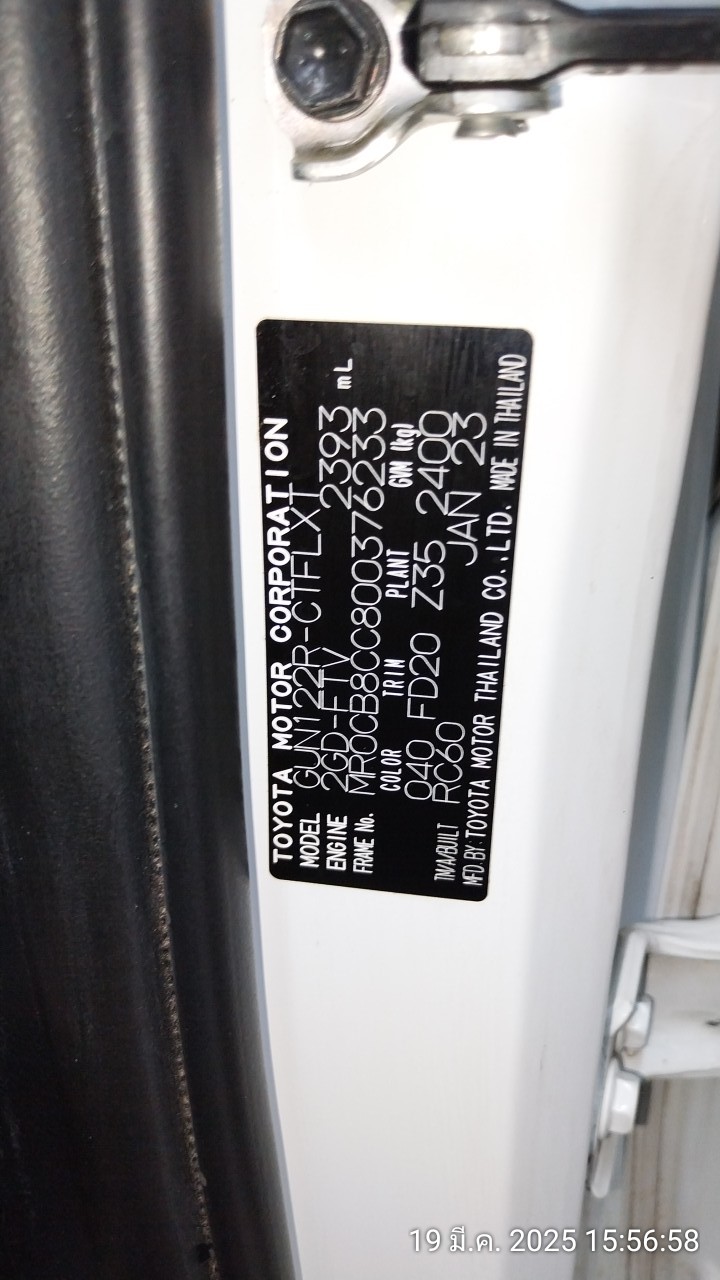 TOYOTA MOTOR CORPORATION
MODEL GUN122R-CTFLXT
ENGINE 2GD-FTV 2393 mL
FRAME No. MR0CB8CC800376233
COLOR TRIM PLANT GVM (kg)
040 FD20 Z35 2400
TM/A/BUILT RC60 JAN 23
MFD.BY:TOYOTA MOTOR THAILAND CO.,LTD. MADE IN THAILAND
19 มี.ค. 2025 15:56:58